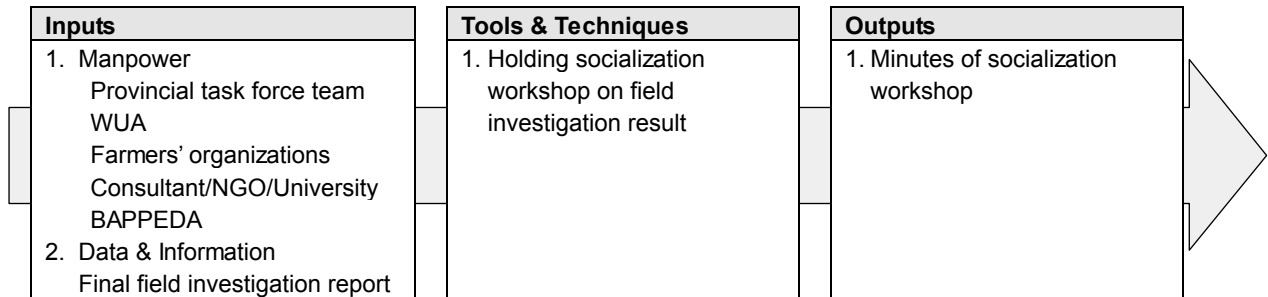 Inputs
1. Manpower
Provincial task force team
WUA
Farmers' organizations
Consultant/NGO/University
BAPPEDA
2. Data & Information
Final field investigation report
Tools & Techniques
1. Holding socialization
workshop on field
investigation result
Outputs
1. Minutes of socialization
workshop